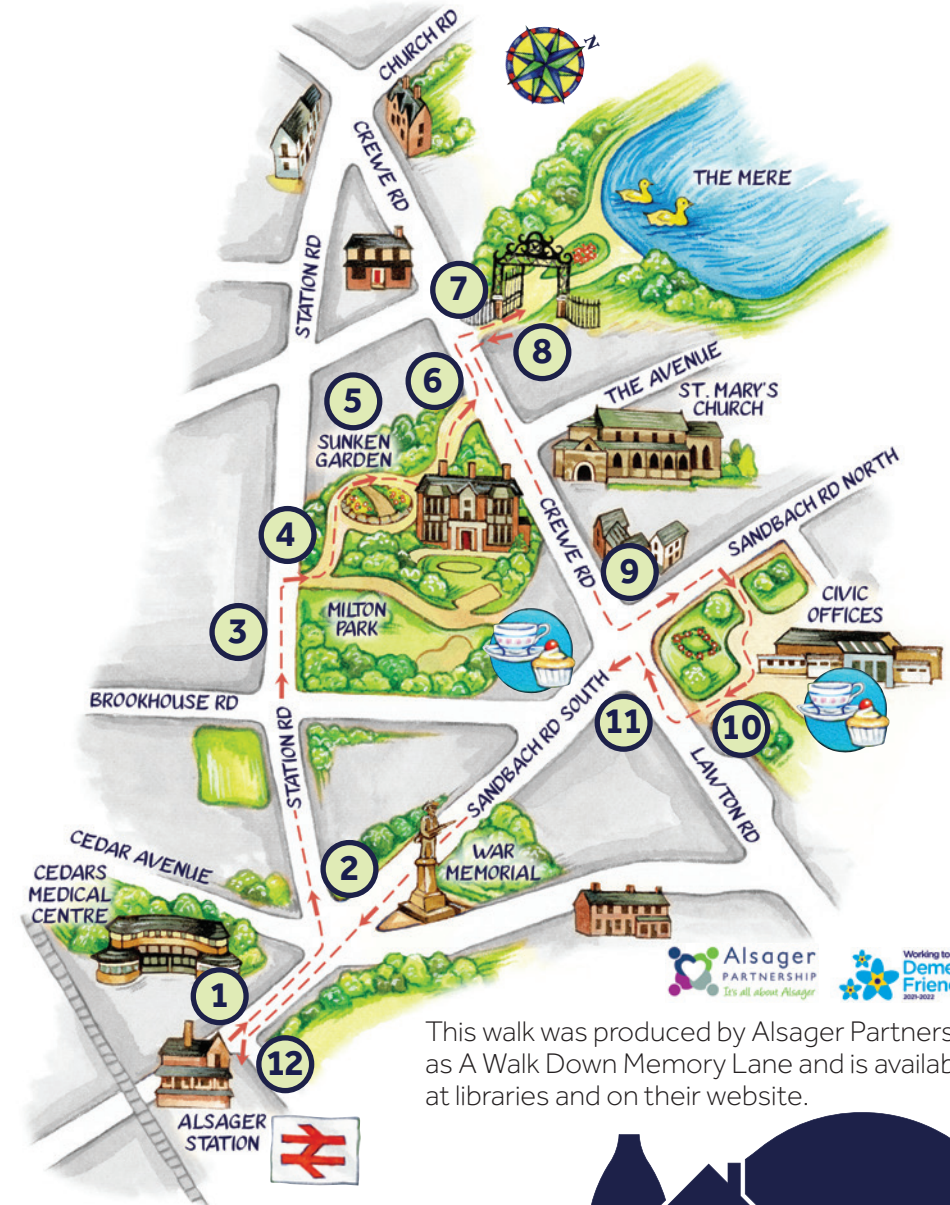 CHURCH RD
N
CREWE RD
THE MERE
STATION RD
7
8
6
THE AVENUE
5
ST. MARY'S
CHURCH
SUNKEN
GARDEN
SANDBACH RD NORTH
4
CREWE RD
9
CIVIC
OFFICES
3
MILTON
PARK
BROOKHOUSE RD
SANDBACH RD SOUTH
11
10
STATION RD
LAWTON RD
CEDAR AVENUE
2
WAR
MEMORIAL
CEDARS
MEDICAL
CENTRE
Alsager
PARTNERSHIP
It's all about Alsager
Working to
Deme
Frien
2021-2022
1
This walk was produced by Alsager Partners
as A Walk Down Memory Lane and is availab
at libraries and on their website.
12
ALSAGER
STATION